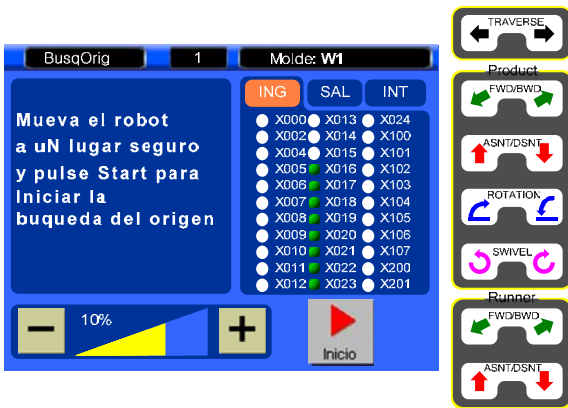 BusqOrig 1 Molde: W1
ING SAL INT
Mueva el robot
a uN lugar seguro
y pulse Start para
Iniciar la
buqueda del origen
X000 X013 X024
X002 X014 X100
X004 X015 X101
X005 X016 X102
X006 X017 X103
X007 X018 X104
X008 X019 X105
X009 X020 X106
X010 X021 X107
X011 X022 X200
X012 X023 X201
10%
Inicio
TRAVERSE
Product
FWD/BWD
ASNT/DSNT
ROTATION
SWIVEL
Runner
FWD/BWD
ASNT/DSNT